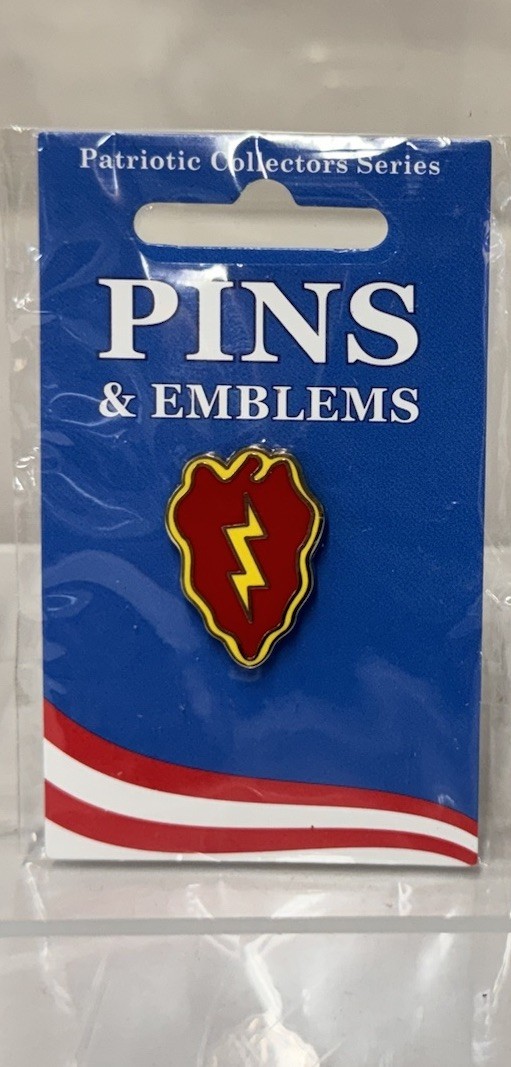 Patriotic Collectors Series
PINS
& EMBLEMS